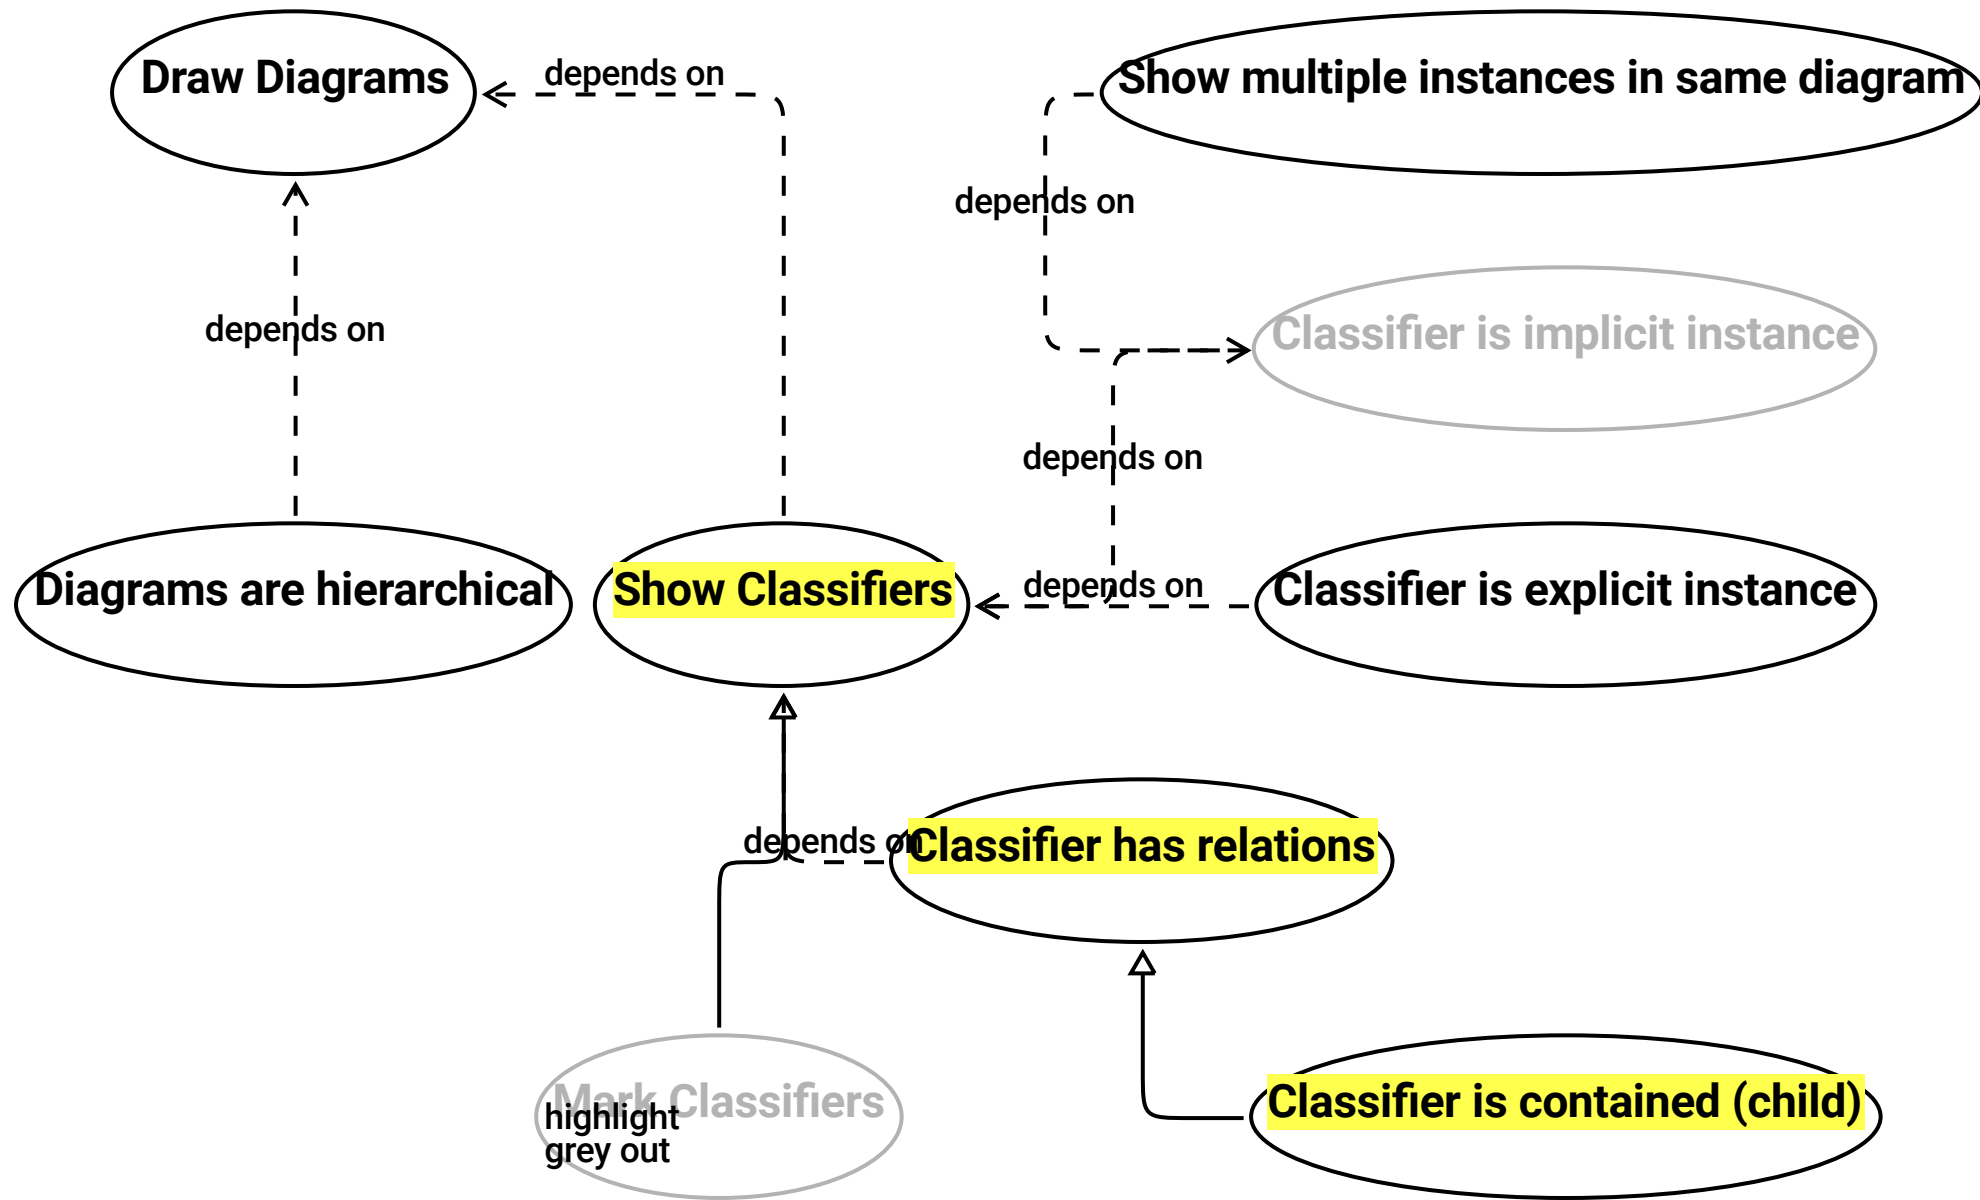 Draw Diagrams
depends on
Show multiple instances in same diagram
depends on
depends on
Classifier is implicit instance
depends on
Diagrams are hierarchical
Show Classifiers
depends on
Classifier is explicit instance
depends on
Classifier has relations
Mark Classifiers
highlight
grey out
Classifier is contained (child)